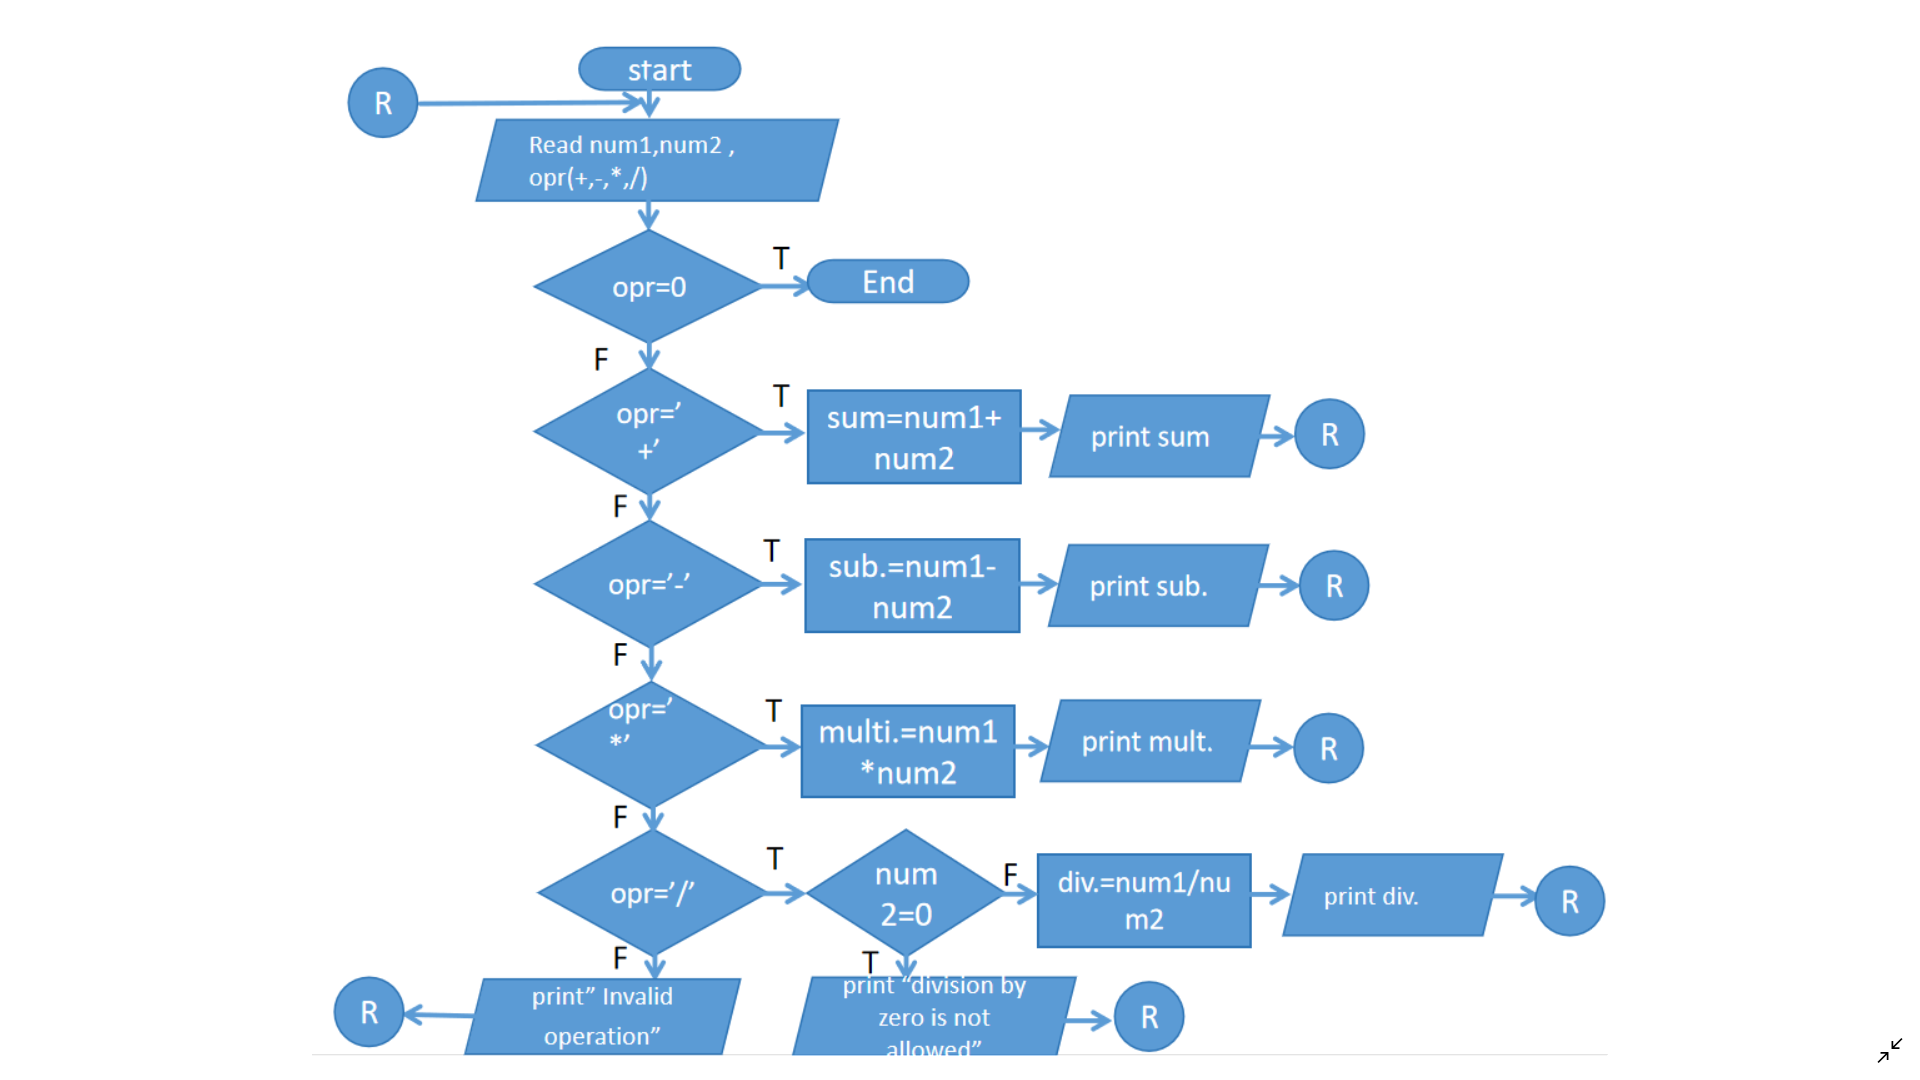 start
R
Read num1,num2 ,
opr(+,-,*,/)
opr=0
T
End
F
opr=’
+’
T
sum=num1+
num2
print sum
R
F
opr=’-’
T
sub.=num1-
num2
print sub.
R
F
opr=’
*’
T
multi.=num1
*num2
print mult.
R
F
opr=’/’
T
num
2=0
F
div.=num1/nu
m2
print div.
R
F
T
R
print” Invalid
operation”
print “division by
zero is not
allowed”
R